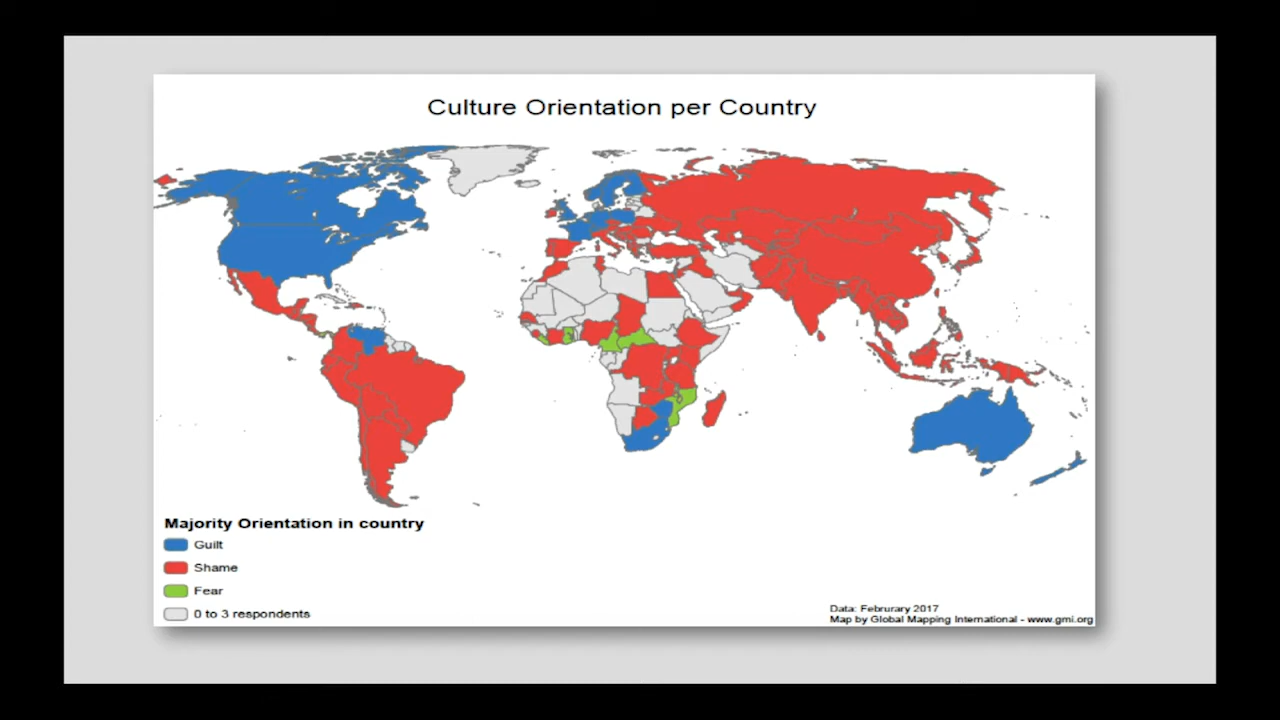 Culture Orientation per Country
Majority Orientation in country
Guilt
Shame
Fear
0 to 3 respondents
Data: Februrary 2017
Map by Global Mapping International - www.gmi.org